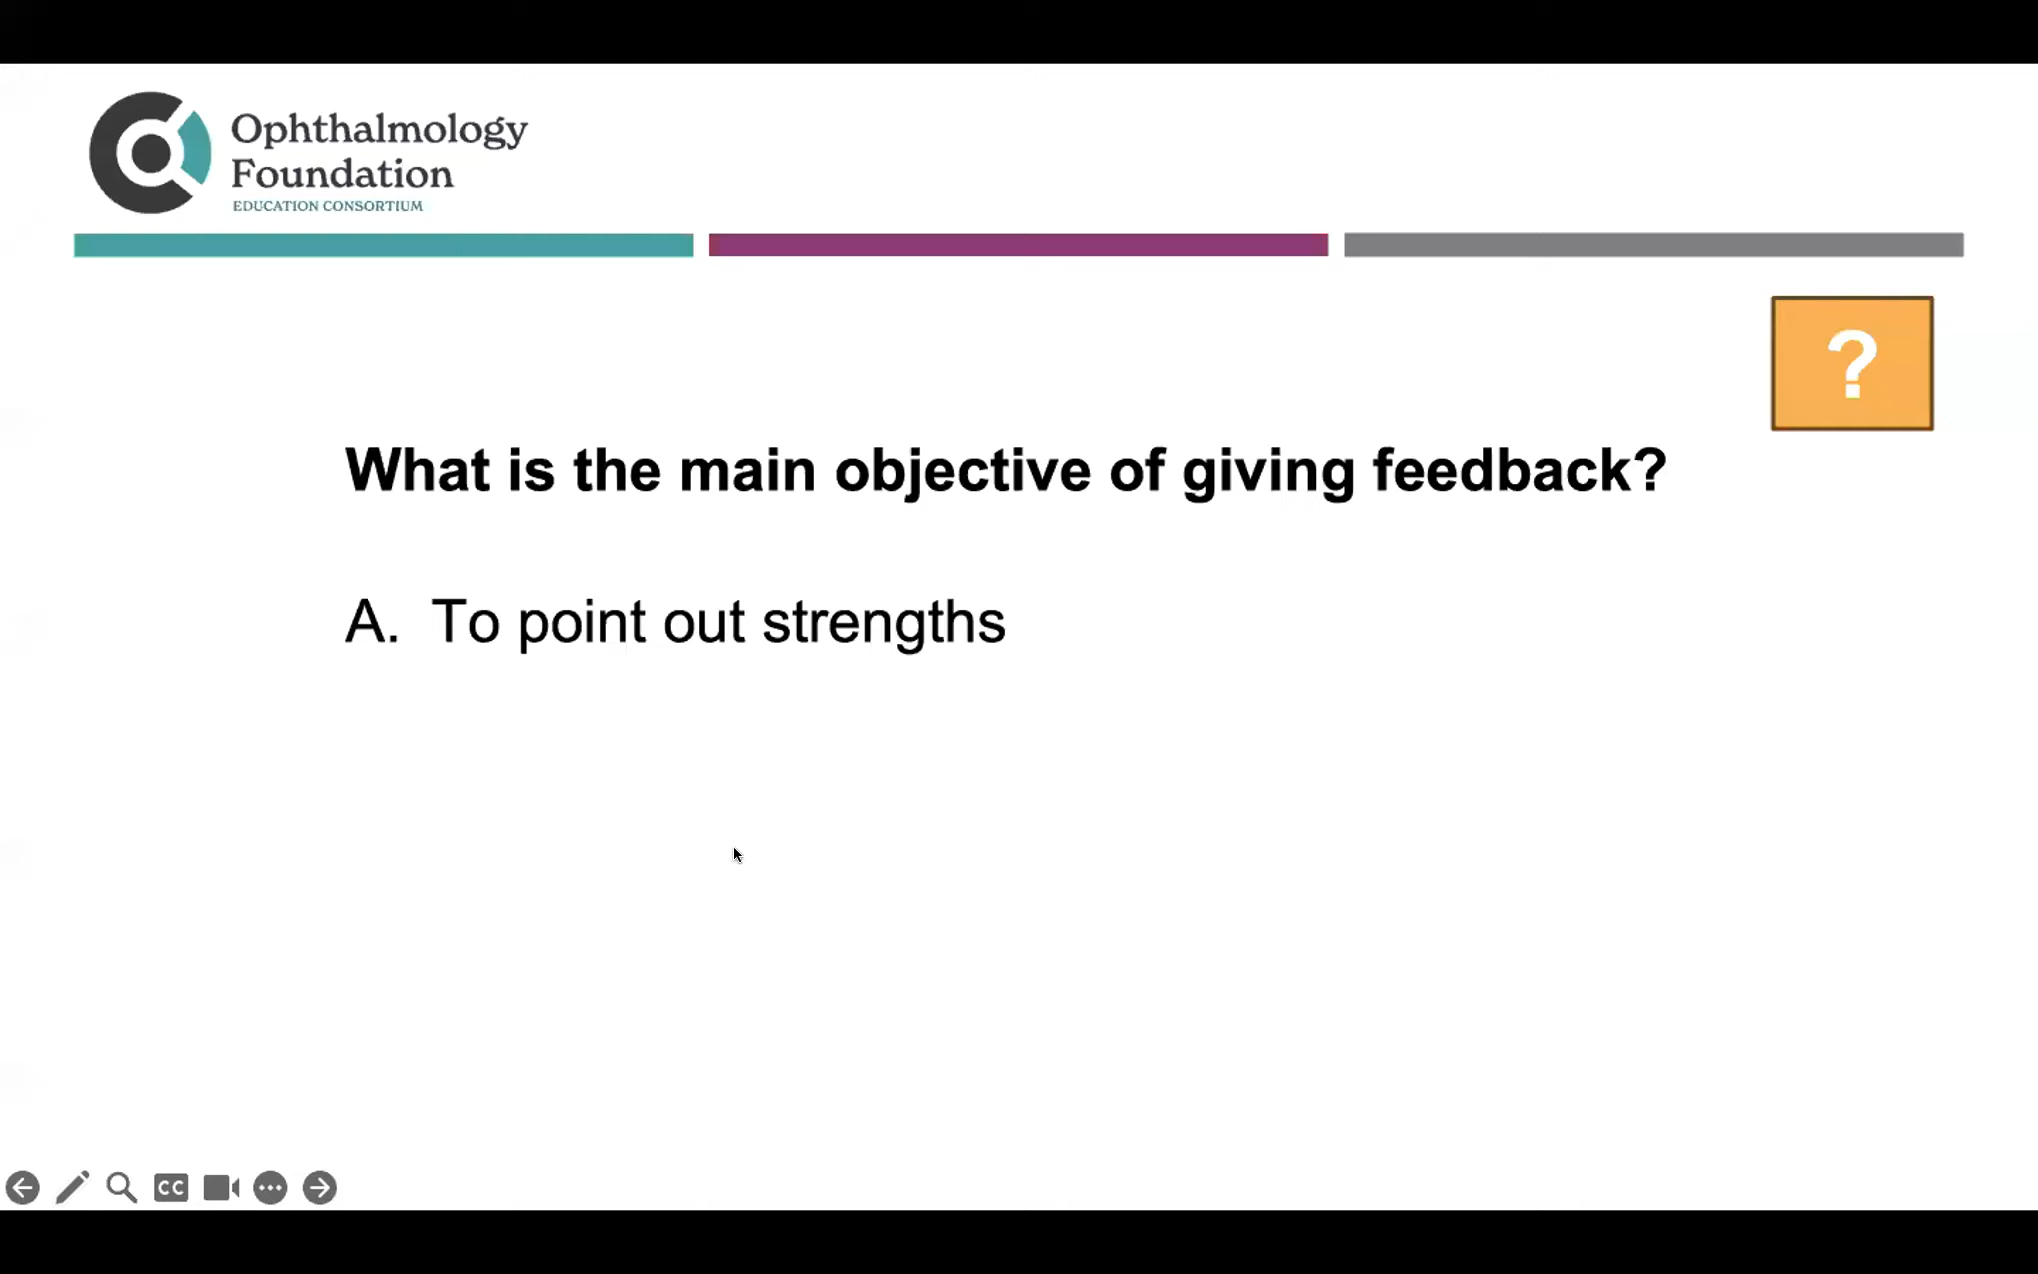 Ophthalmology
Foundation
EDUCATION CONSORTIUM
?
What is the main objective of giving feedback?
A. To point out strengths
CC